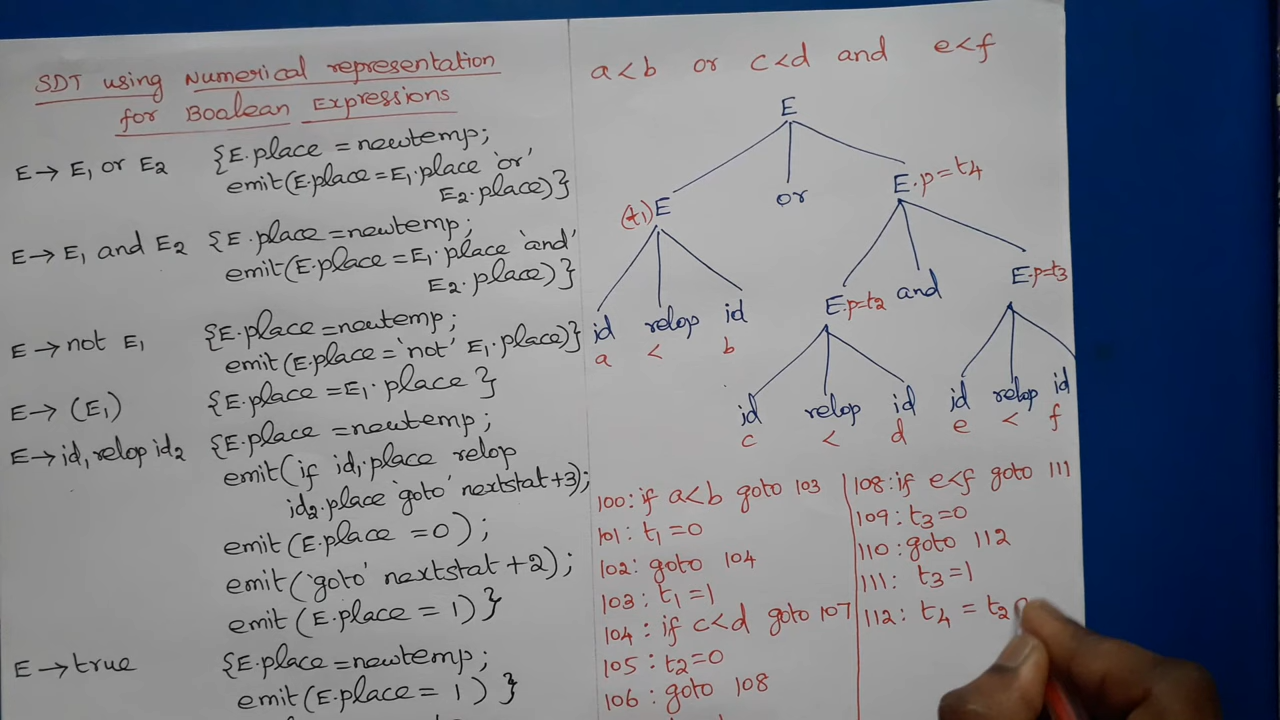 SDT using Numerical representation
for Boolean Expressions
E → E₁ or E₂ {E.place = newtemp;
emit(E.place = E₁.place 'or'
E₂.place)}
E → E₁ and E₂ {E.place = newtemp;
emit(E.place = E₁.place 'and'
E₂.place)}
E → not E₁ {E.place = newtemp;
emit(E.place = 'not' E₁.place)}
E → (E₁) {E.place = E₁.place }
E → id₁ relop id₂ {E.place = newtemp;
emit(if id₁.place relop
id₂.place 'goto' nextstat+3);
emit(E.place = 0);
emit('goto' nextstat+2);
emit(E.place = 1)}
E → true {E.place = newtemp;
emit(E.place = 1) }
a<b or c<d and e<f
E
(t₁) E or E.p=t₄
id relop id E.p=t₂ and E.p=t₃
a < b
id relop id id relop id
c < d e < f
100: if a<b goto 103
101: t₁ = 0
102: goto 104
103: t₁ = 1
104: if c<d goto 107
105: t₂ = 0
106: goto 108
108: if e<f goto 111
109: t₃ = 0
110: goto 112
111: t₃ = 1
112: t₄ = t₂